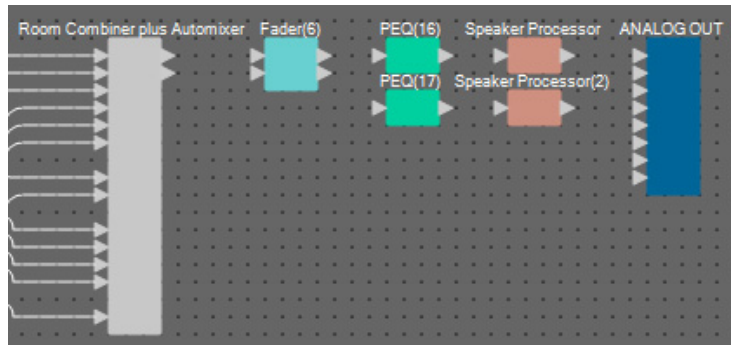 Room Combiner plus Automixer
Fader(6)
PEQ(16)
Speaker Processor
ANALOG OUT
PEQ(17)
Speaker Processor(2)